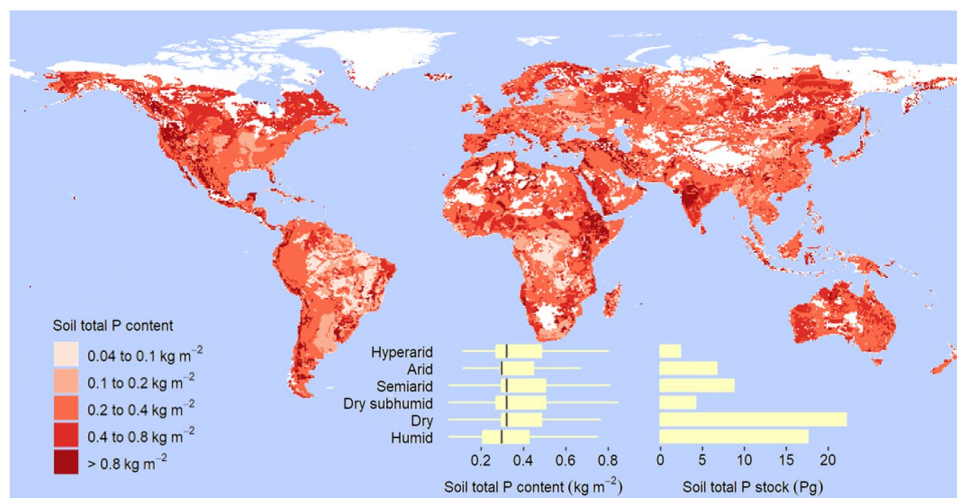 Soil total P content
0.04 to 0.1 kg m⁻²
0.1 to 0.2 kg m⁻²
0.2 to 0.4 kg m⁻²
0.4 to 0.8 kg m⁻²
> 0.8 kg m⁻²
Hyperarid
Arid
Semiarid
Dry subhumid
Dry
Humid
0.2 0.4 0.6 0.8
Soil total P content (kg m⁻²)
0 5 10 15 20
Soil total P stock (Pg)